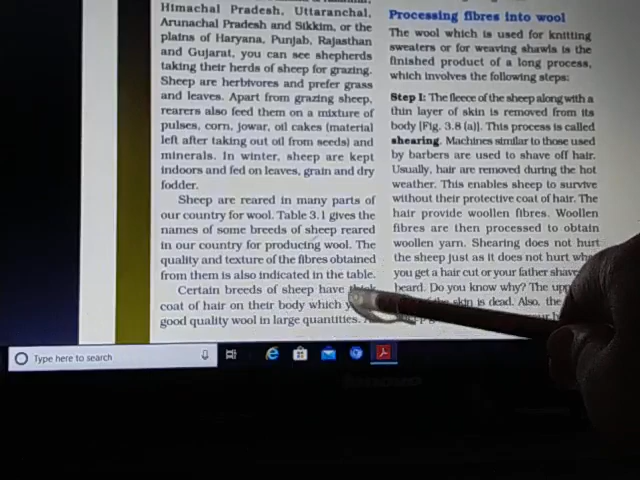 Himachal Pradesh, Uttaranchal,
Arunachal Pradesh and Sikkim, or the
plains of Haryana, Punjab, Rajasthan
and Gujarat, you can see shepherds
taking their herds of sheep for grazing.
Sheep are herbivores and prefer grass
and leaves. Apart from grazing sheep,
rearers also feed them on a mixture of
pulses, corn, jowar, oil cakes (material
left after taking out oil from seeds) and
minerals. In winter, sheep are kept
indoors and fed on leaves, grain and dry
fodder.
Sheep are reared in many parts of
our country for wool. Table 3.1 gives the
names of some breeds of sheep reared
in our country for producing wool. The
quality and texture of the fibres obtained
from them is also indicated in the table.
Certain breeds of sheep have thick
coat of hair on their body which
good quality wool in large quantities.
Processing fibres into wool
The wool which is used for knitting
sweaters or for weaving shawls is the
finished product of a long process,
which involves the following steps:
Step I: The fleece of the sheep along with a
thin layer of skin is removed from its
body [Fig. 3.8 (a)]. This process is called
shearing. Machines similar to those used
by barbers are used to shave off hair.
Usually, hair are removed during the hot
weather. This enables sheep to survive
without their protective coat of hair. The
hair provide woollen fibres. Woollen
fibres are then processed to obtain
woollen yarn. Shearing does not hurt
the sheep just as it does not hurt
you get a hair cut or your father
beard. Do you know why? The
skin is dead. Also, the
Type here to search